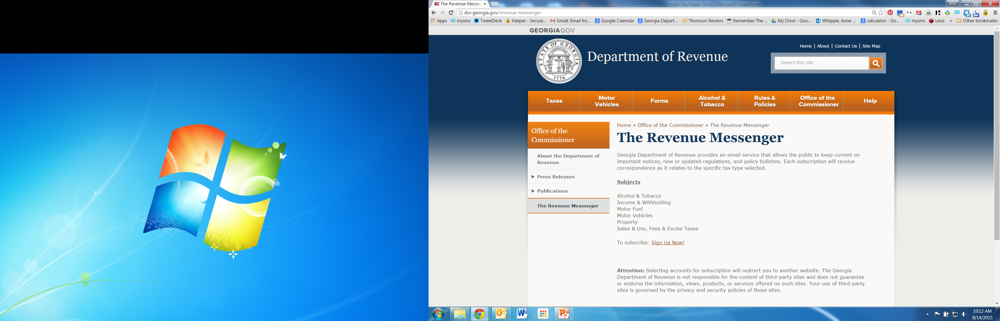 The Revenue Messer
Anne
dor.georgia.gov/revenue-messenger
Apps mysms TweetDeck Keeper - Secure... Gmail: Email fro... Google Calendar Georgia Depart... Thomson Reuters Remember The ... My Drive - Goo... Whipple, Anne ... calculator - Go... mysms Lexis » Other bookmarks
GEORGIAGOV
STATE OF GEORGIA
CONSTITUTION
1776
Department of Revenue
Home | About | Contact Us | Site Map
Search this site
Taxes
Motor
Vehicles
Forms
Alcohol &
Tobacco
Rules &
Policies
Office of the
Commissioner
Help
Office of the
Commissioner
About the Department of
Revenue
Press Releases
Publications
The Revenue Messenger
Home » Office of the Commissioner » The Revenue Messenger
The Revenue Messenger
Georgia Department of Revenue provides an email service that allows the public to keep current on
important notices, new or updated regulations, and policy bulletins. Each subscription will receive
correspondence as it relates to the specific tax type selected.
Subjects
Alcohol & Tobacco
Income & Withholding
Motor Fuel
Motor Vehicles
Property
Sales & Use, Fees & Excise Taxes
To subscribe: Sign Up Now!
Attention: Selecting accounts for subscription will redirect you to another website. The Georgia
Department of Revenue is not responsible for the content of third-party sites and does not guarantee
or endorse the information, views, products, or services offered on such sites. Your use of third-party
sites is governed by the privacy and security policies of those sites.
10:12 AM
8/14/2015